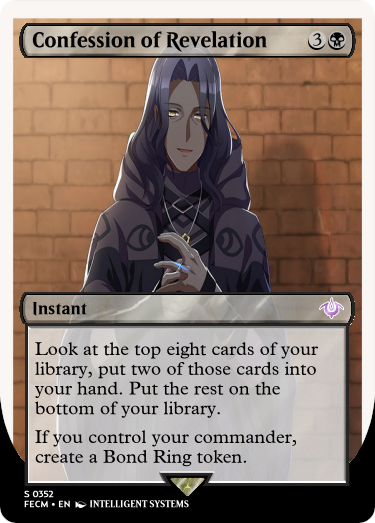 Confession of Revelation 3
Instant
Look at the top eight cards of your
library, put two of those cards into
your hand. Put the rest on the
bottom of your library.
If you control your commander,
create a Bond Ring token.
S 0352
FECM • EN INTELLIGENT SYSTEMS